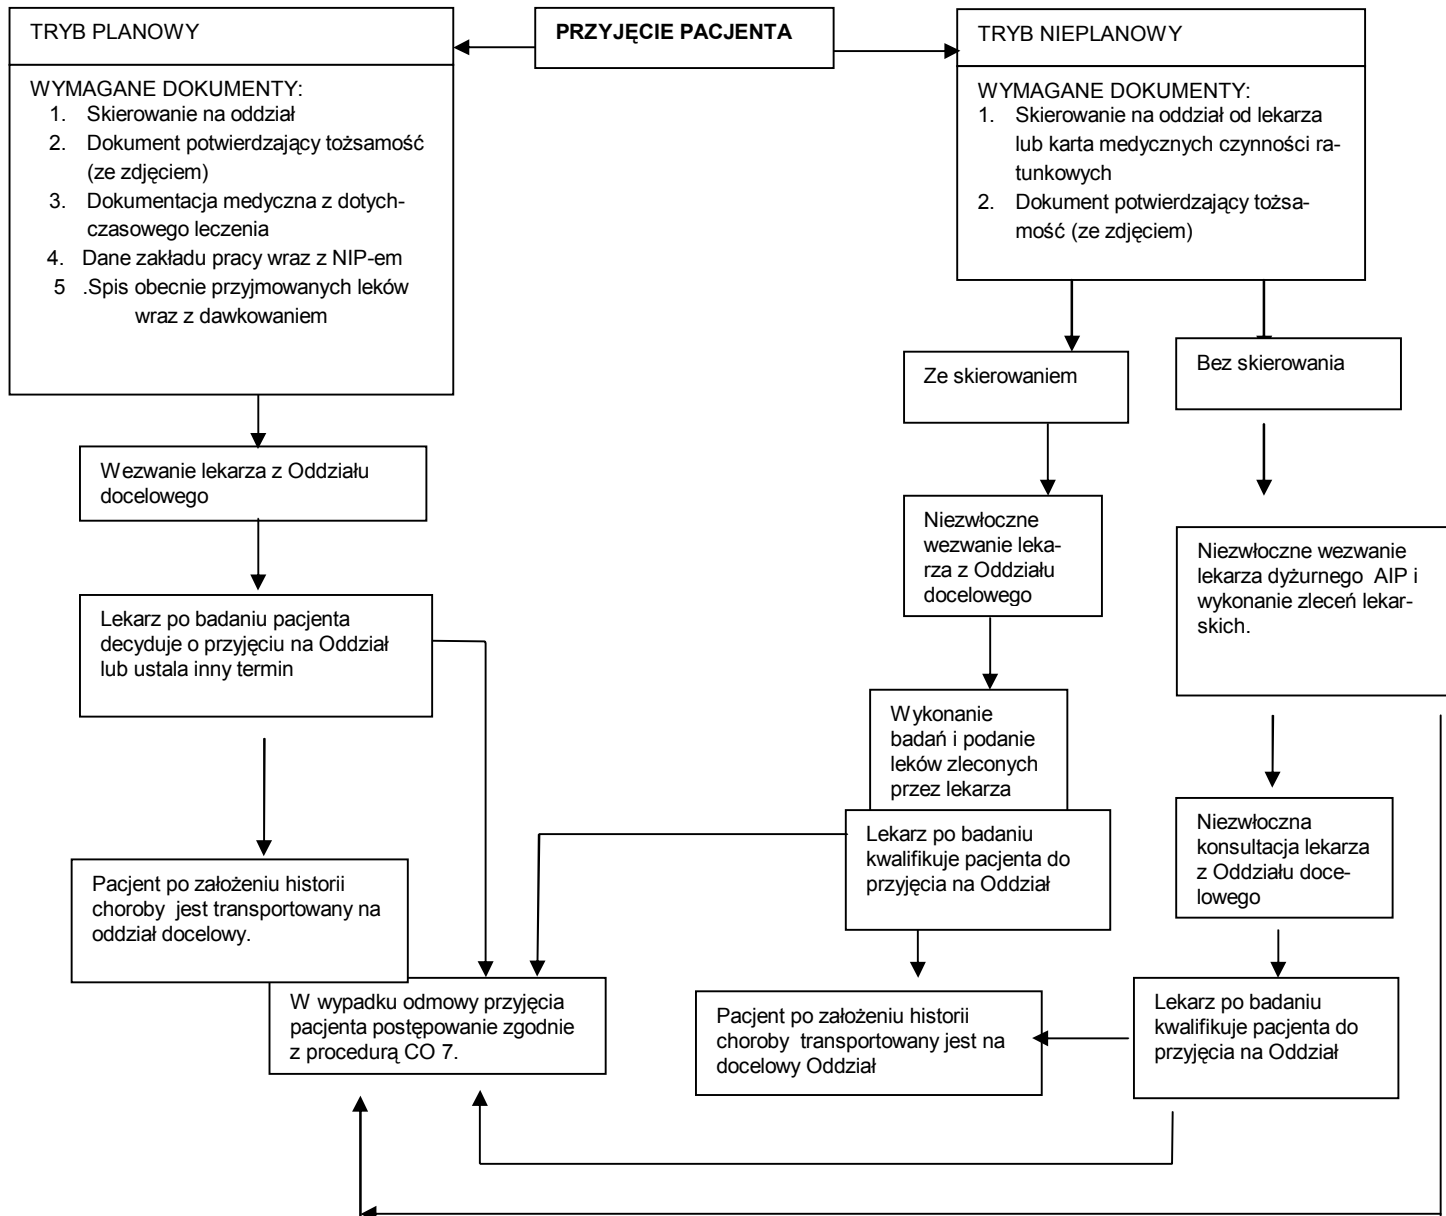 PRZYJĘCIE PACJENTA
TRYB PLANOWY
WYMAGANE DOKUMENTY:
1. Skierowanie na oddział
2. Dokument potwierdzający tożsamość
(ze zdjęciem)
3. Dokumentacja medyczna z dotych-
czasowego leczenia
4. Dane zakładu pracy wraz z NIP-em
5 .Spis obecnie przyjmowanych leków
wraz z dawkowaniem
Wezwanie lekarza z Oddziału
docelowego
Lekarz po badaniu pacjenta
decyduje o przyjęciu na Oddział
lub ustala inny termin
Pacjent po założeniu historii
choroby jest transportowany na
oddział docelowy.
W wypadku odmowy przyjęcia
pacjenta postępowanie zgodnie
z procedurą CO 7.
TRYB NIEPLANOWY
WYMAGANE DOKUMENTY:
1. Skierowanie na oddział od lekarza
lub karta medycznych czynności ra-
tunkowych
2. Dokument potwierdzający tożsa-
mość (ze zdjęciem)
Ze skierowaniem
Niezwłoczne
wezwanie leka-
rza z Oddziału
docelowego
Wykonanie
badań i podanie
leków zleconych
przez lekarza
Lekarz po badaniu
kwalifikuje pacjenta do
przyjęcia na Oddział
Pacjent po założeniu historii
choroby transportowany jest na
docelowy Oddział
Bez skierowania
Niezwłoczne wezwanie
lekarza dyżurnego AIP i
wykonanie zleceń lekar-
skich.
Niezwłoczna
konsultacja lekarza
z Oddziału doce-
lowego
Lekarz po badaniu
kwalifikuje pacjenta do
przyjęcia na Oddział